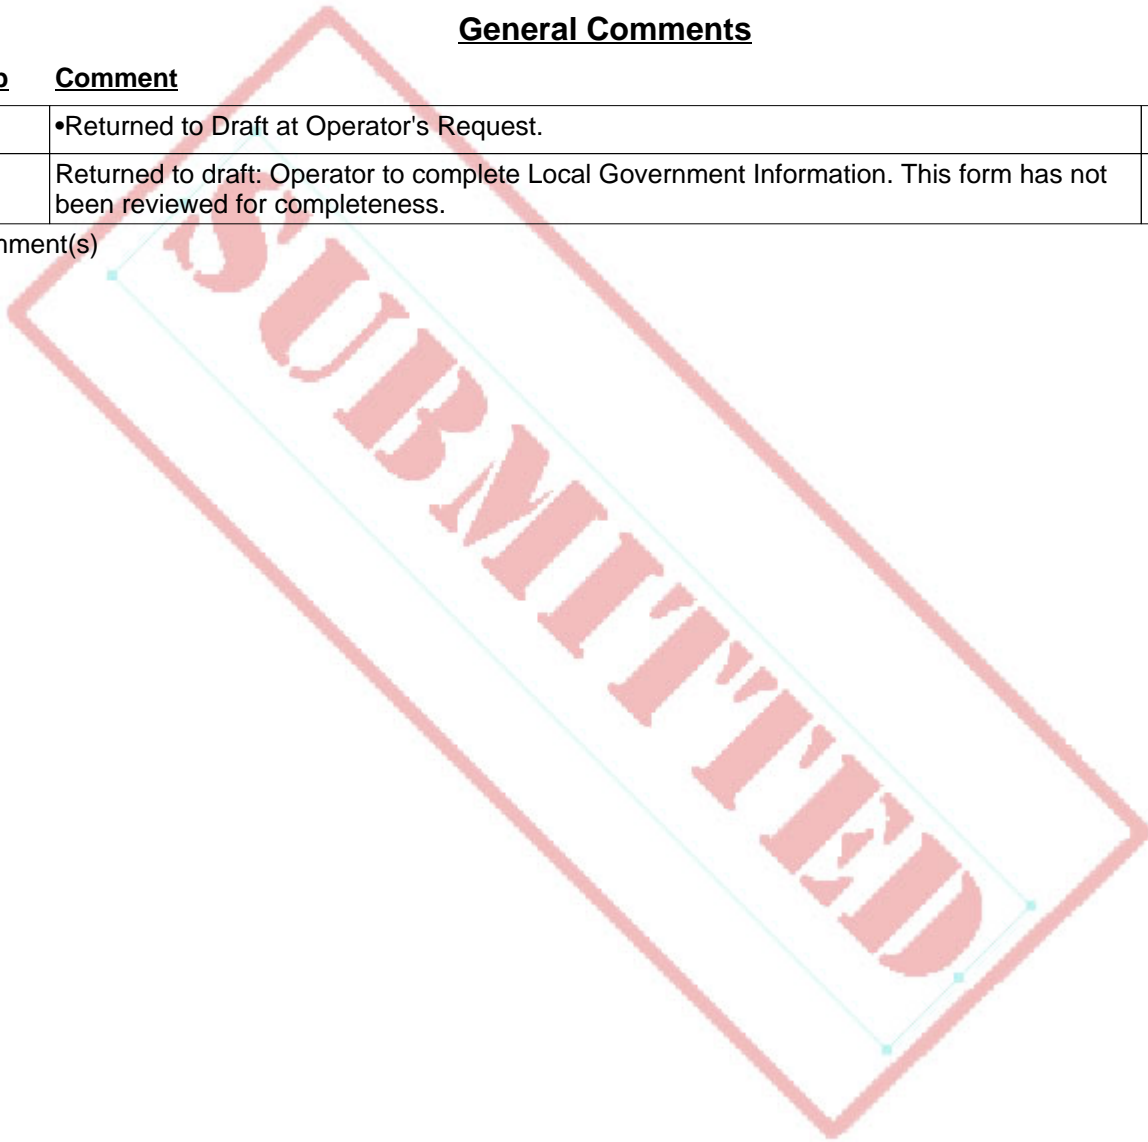 General Comments
Comment
•Returned to Draft at Operator's Request.
Returned to draft: Operator to complete Local Government Information. This form has not
been reviewed for completeness.
SUBMITTED